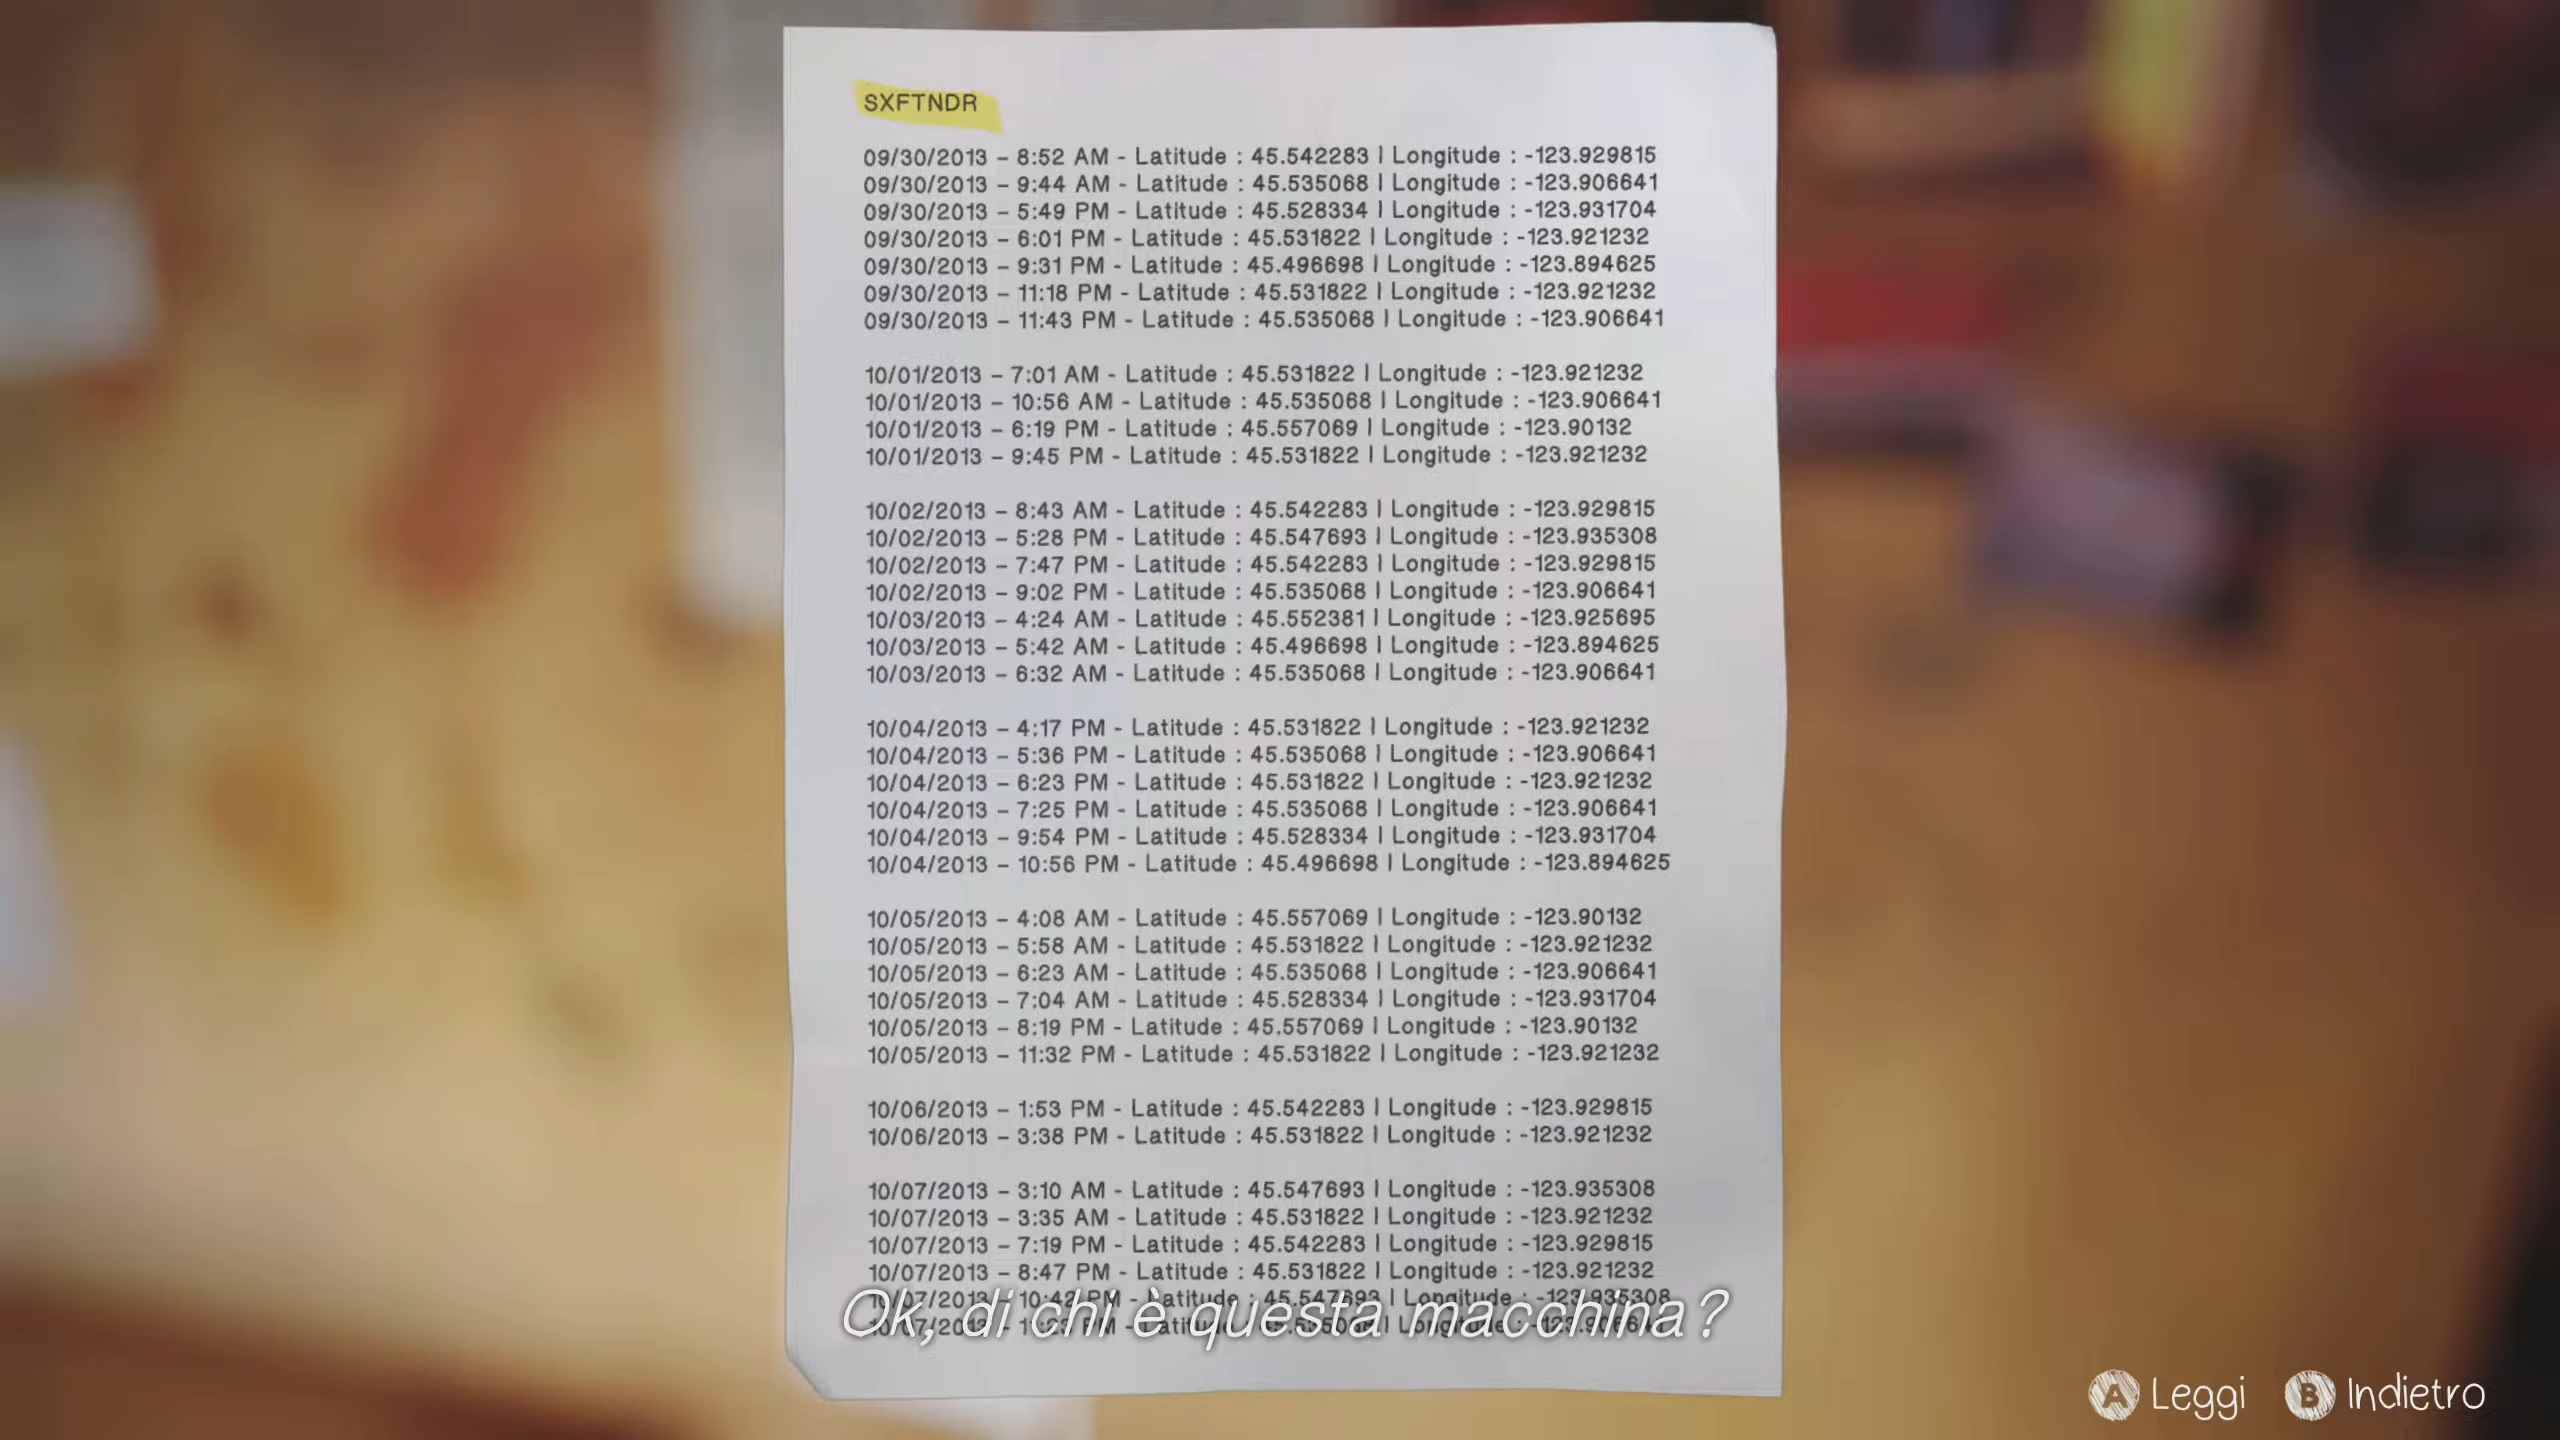 SXFTNDR
09/30/2013 – 8:52 AM - Latitude : 45.542283 | Longitude : -123.929815
09/30/2013 – 9:44 AM - Latitude : 45.535068 | Longitude : -123.906641
09/30/2013 – 5:49 PM - Latitude : 45.528334 | Longitude : -123.931704
09/30/2013 – 6:01 PM - Latitude : 45.531822 | Longitude : -123.921232
09/30/2013 – 9:31 PM - Latitude : 45.496698 | Longitude : -123.894625
09/30/2013 – 11:18 PM - Latitude : 45.531822 | Longitude : -123.921232
09/30/2013 – 11:43 PM - Latitude : 45.535068 | Longitude : -123.906641
10/01/2013 – 7:01 AM - Latitude : 45.531822 | Longitude : -123.921232
10/01/2013 – 10:56 AM - Latitude : 45.535068 | Longitude : -123.906641
10/01/2013 – 6:19 PM - Latitude : 45.557069 | Longitude : -123.90132
10/01/2013 – 9:45 PM - Latitude : 45.531822 | Longitude : -123.921232
10/02/2013 – 8:43 AM - Latitude : 45.542283 | Longitude : -123.929815
10/02/2013 – 5:28 PM - Latitude : 45.547693 | Longitude : -123.935308
10/02/2013 – 7:47 PM - Latitude : 45.542283 | Longitude : -123.929815
10/02/2013 – 9:02 PM - Latitude : 45.535068 | Longitude : -123.906641
10/03/2013 – 4:24 AM - Latitude : 45.552381 | Longitude : -123.925695
10/03/2013 – 5:42 AM - Latitude : 45.496698 | Longitude : -123.894625
10/03/2013 – 6:32 AM - Latitude : 45.535068 | Longitude : -123.906641
10/04/2013 – 4:17 PM - Latitude : 45.531822 | Longitude : -123.921232
10/04/2013 – 5:36 PM - Latitude : 45.535068 | Longitude : -123.906641
10/04/2013 – 6:23 PM - Latitude : 45.531822 | Longitude : -123.921232
10/04/2013 – 7:25 PM - Latitude : 45.535068 | Longitude : -123.906641
10/04/2013 – 9:54 PM - Latitude : 45.528334 | Longitude : -123.931704
10/04/2013 – 10:56 PM - Latitude : 45.496698 | Longitude : -123.894625
10/05/2013 – 4:08 AM - Latitude : 45.557069 | Longitude : -123.90132
10/05/2013 – 5:58 AM - Latitude : 45.531822 | Longitude : -123.921232
10/05/2013 – 6:23 AM - Latitude : 45.535068 | Longitude : -123.906641
10/05/2013 – 7:04 AM - Latitude : 45.528334 | Longitude : -123.931704
10/05/2013 – 8:19 PM - Latitude : 45.557069 | Longitude : -123.90132
10/05/2013 – 11:32 PM - Latitude : 45.531822 | Longitude : -123.921232
10/06/2013 – 1:53 PM - Latitude : 45.542283 | Longitude : -123.929815
10/06/2013 – 3:38 PM - Latitude : 45.531822 | Longitude : -123.921232
10/07/2013 – 3:10 AM - Latitude : 45.547693 | Longitude : -123.935308
10/07/2013 – 3:35 AM - Latitude : 45.531822 | Longitude : -123.921232
10/07/2013 – 7:19 PM - Latitude : 45.542283 | Longitude : -123.929815
10/07/2013 – 8:47 PM - Latitude : 45.531822 | Longitude : -123.921232
10/07/2013 – 10:42 PM - Latitude : 45.547693 | Longitude : -123.935308
Ok, di chi è questa macchina?
A Leggi B Indietro